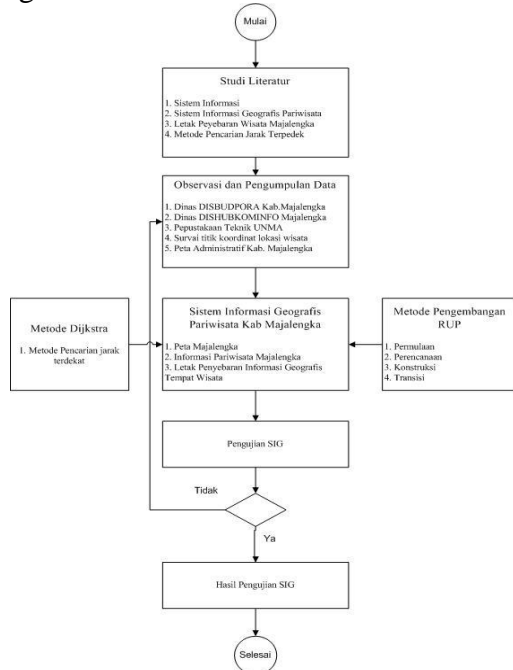 Mulai
Studi Literatur
1. Sistem Informasi
2. Sistem Informasi Geografis Pariwisata
3. Letak Peyebaran Wisata Majalengka
4. Metode Pencarian Jarak Terpedek
Observasi dan Pengumpulan Data
1. Dinas DISBUDPORA Kab.Majalengka
2. Dinas DISHUBKOMINFO Majalengka
3. Pepustakaan Teknik UNMA
4. Survai titik koordinat lokasi wisata
5. Peta Administratif Kab. Majalengka
Metode Dijkstra
1. Metode Pencarian jarak
terdekat
Sistem Informasi Geografis
Pariwisata Kab Majalengka
1. Peta Majalengka
2. Informasi Pariwisata Majalengka
3. Letak Penyebaran Informasi Geografis
Tempat Wisata
Metode Pengembangan
RUP
1. Permulaan
2. Perencanaan
3. Konstruksi
4. Transisi
Pengujian SIG
Tidak
Ya
Hasil Pengujian SIG
Selesai